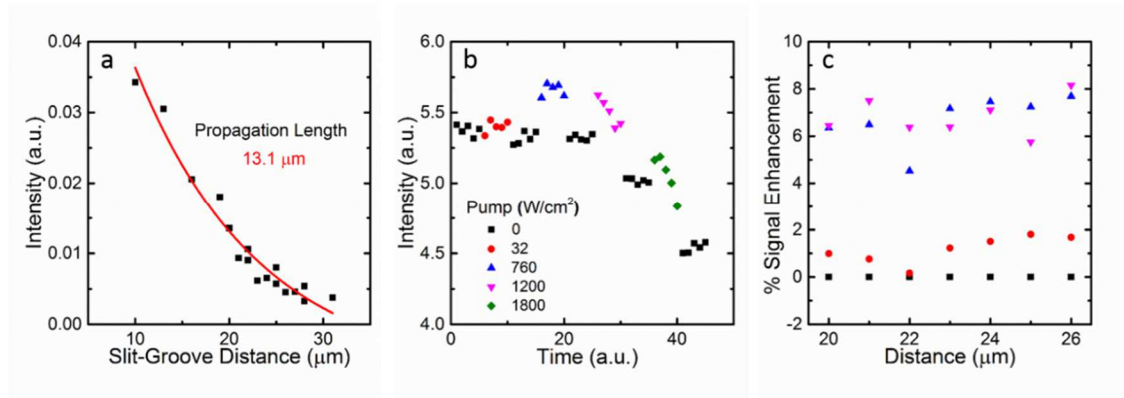 a
0.04
0.03
0.02
0.01
0.00
Intensity (a.u.)
Propagation Length
13.1 μm
10 20 30
Slit-Groove Distance (μm)
b
6.0
5.5
5.0
4.5
4.0
Intensity (a.u.)
Pump (W/cm²)
0
32
760
1200
1800
0 20 40
Time (a.u.)
c
10
8
6
4
2
0
-2
% Signal Enhancement
20 22 24 26
Distance (μm)